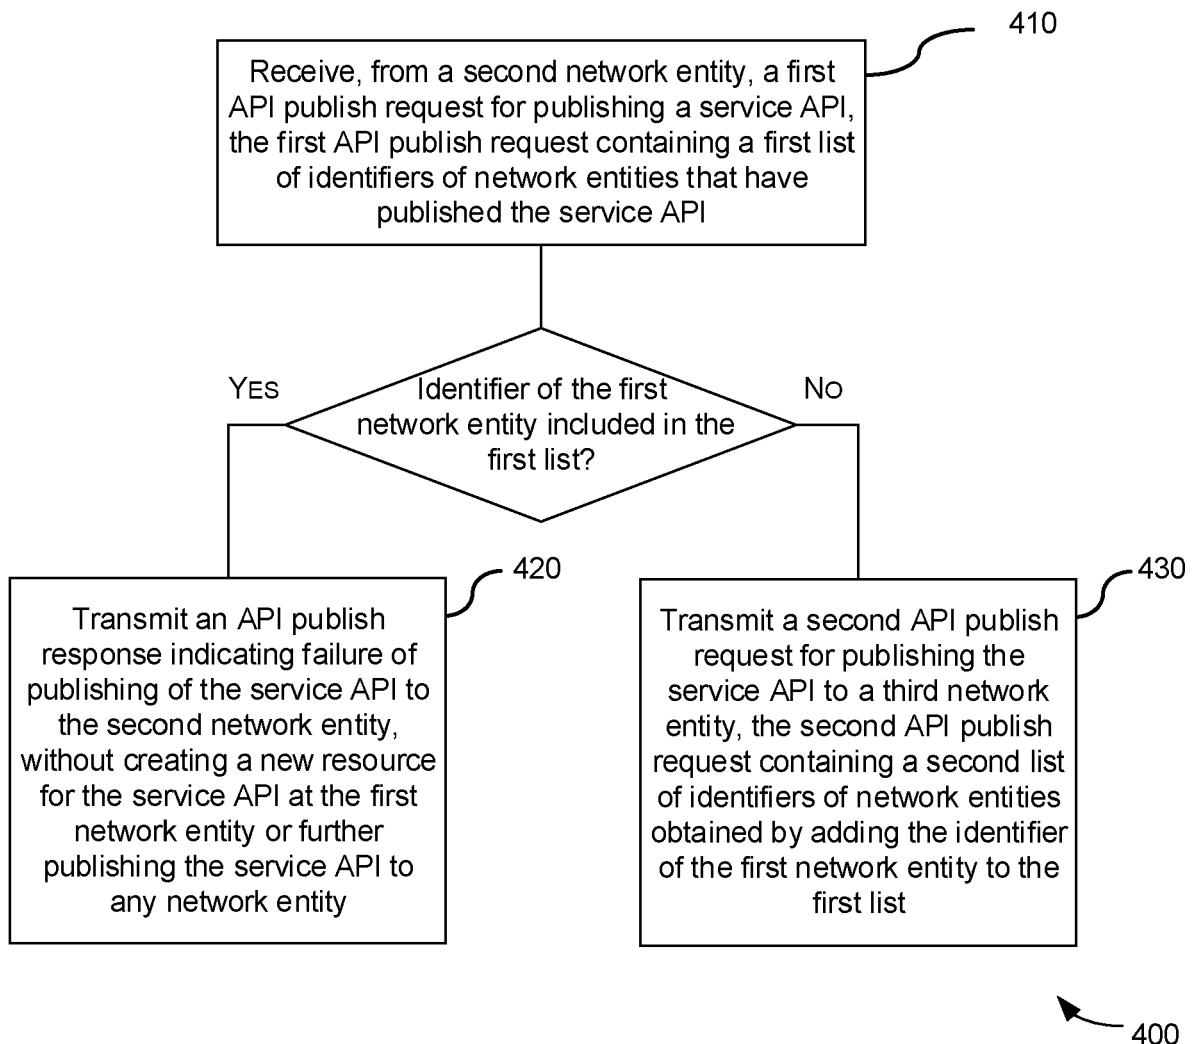 410
Receive, from a second network entity, a first
API publish request for publishing a service API,
the first API publish request containing a first list
of identifiers of network entities that have
published the service API
YES
Identifier of the first
network entity included in the
first list?
NO
420
Transmit an API publish
response indicating failure of
publishing of the service API to
the second network entity,
without creating a new resource
for the service API at the first
network entity or further
publishing the service API to
any network entity
430
Transmit a second API publish
request for publishing the
service API to a third network
entity, the second API publish
request containing a second list
of identifiers of network entities
obtained by adding the identifier
of the first network entity to the
first list
400